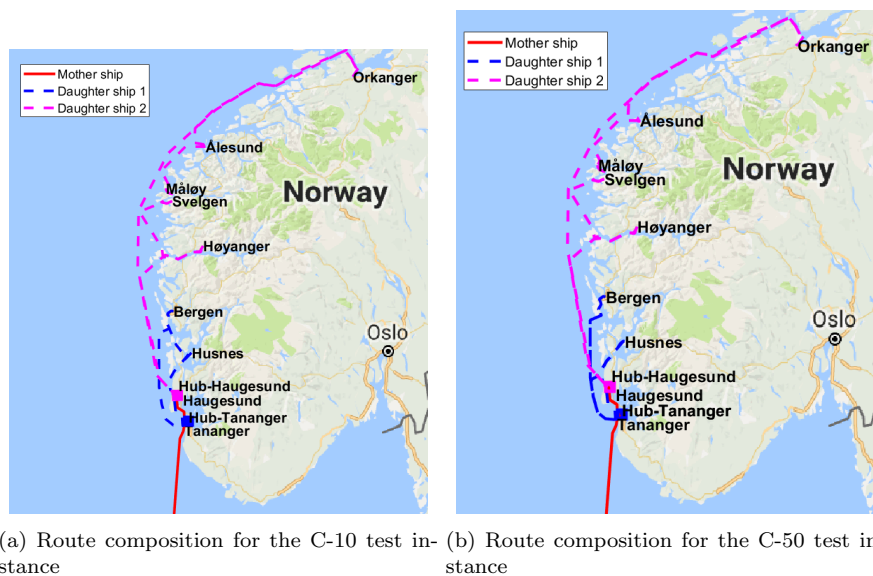 Mother ship
Daughter ship 1
Daughter ship 2
Orkanger
Ålesund
Måløy
Svelgen
Norway
Høyanger
Bergen
Oslo
Husnes
Hub-Haugesund
Haugesund
Hub-Tananger
Tananger
(a) Route composition for the C-10 test in-
stance
Mother ship
Daughter ship 1
Daughter ship 2
Orkanger
Ålesund
Måløy
Svelgen
Norway
Høyanger
Bergen
Oslo
Husnes
Hub-Haugesund
Haugesund
Hub-Tananger
Tananger
(b) Route composition for the C-50 test in
stance